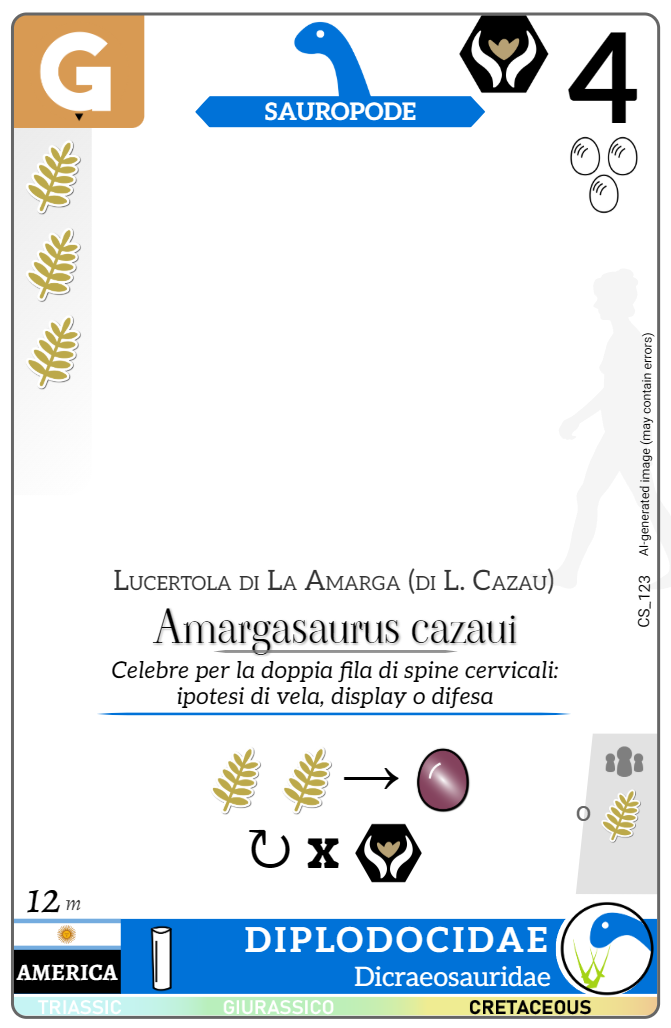 G
SAUROPODE
4
AI-generated image (may contain errors)
CS_123
Lucertola di La Amarga (di L. Cazau)
Amargasaurus cazaui
Celebre per la doppia fila di spine cervicali:
ipotesi di vela, display o difesa
o
x
12 m
AMERICA
DIPLODOCIDAE
Dicraeosauridae
TRIASSIC GIURASSICO CRETACEOUS